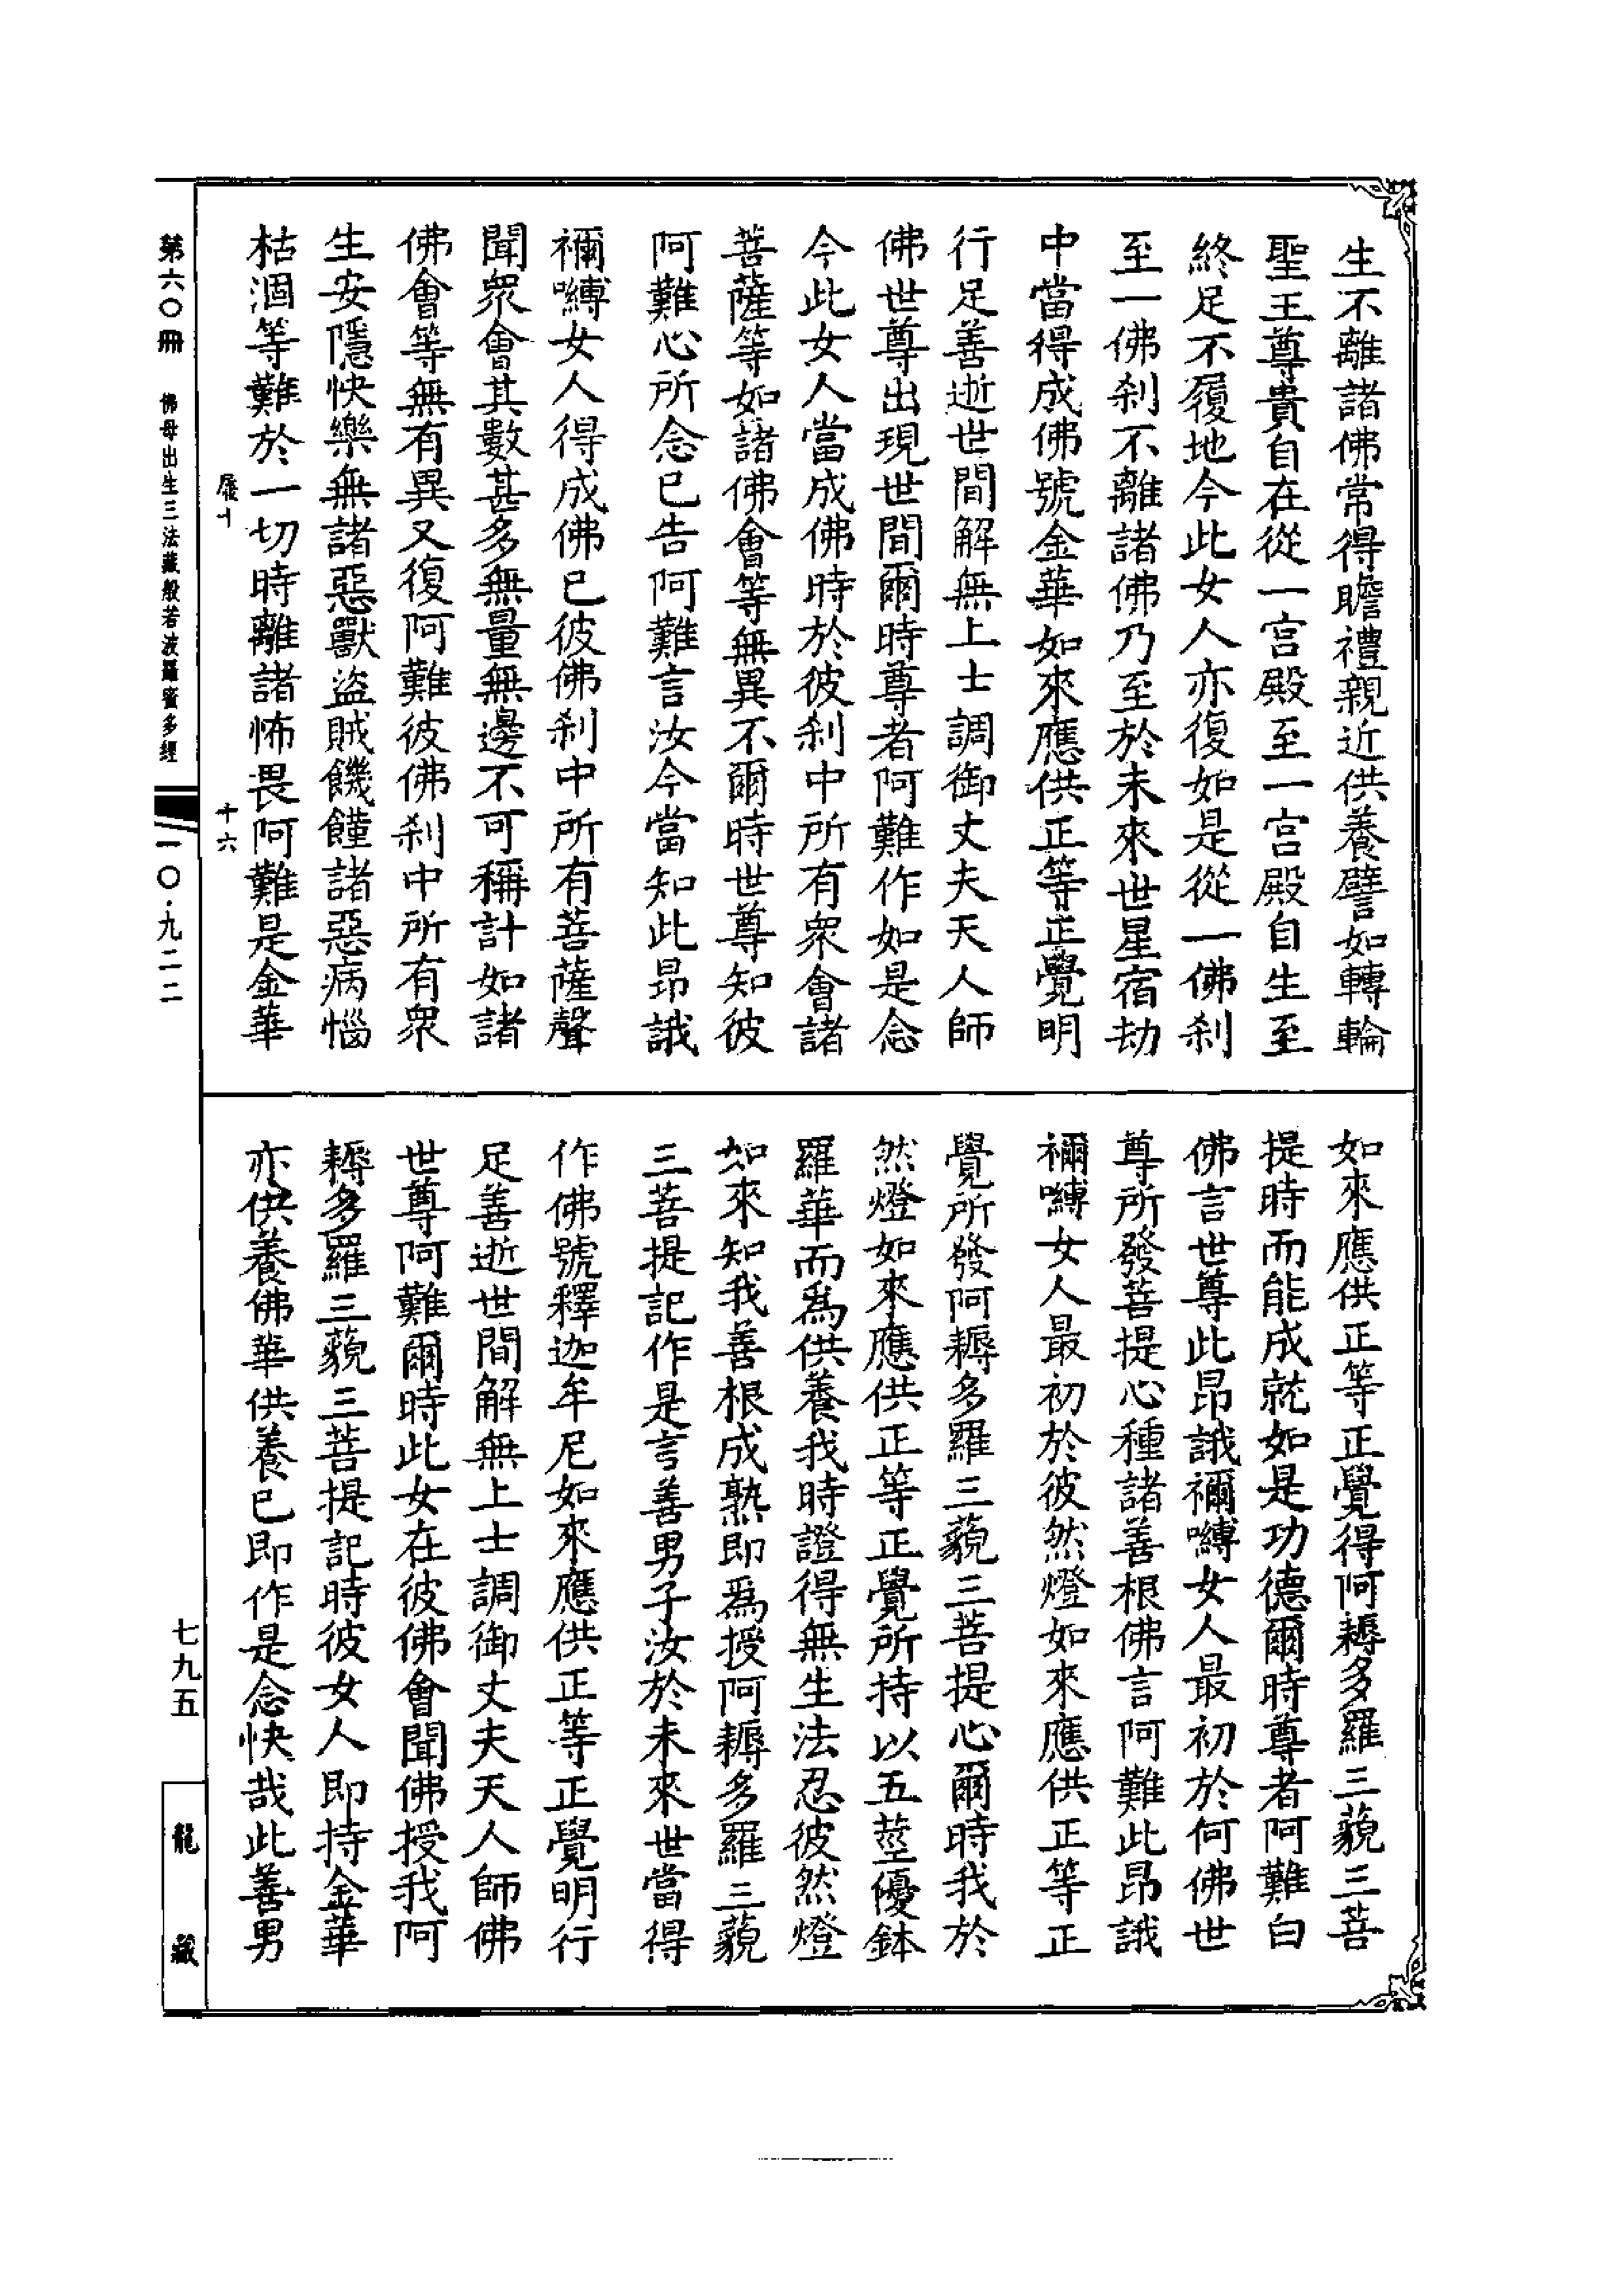 生不離諸佛常得瞻禮親近供養譬如轉輪
聖王尊貴自在從一宮殿至一宮殿自生至
終足不履地今此女人亦復如是從一佛剎
至一佛剎不離諸佛乃至於未來世星宿劫
中當得成佛號金華如來應供正等正覺明
行足善逝世間解無上士調御丈夫天人師
佛世尊出現世間爾時尊者阿難作如是念
今此女人當成佛時於彼剎中所有眾會諸
菩薩等如諸佛會等無異不爾時世尊知彼
阿難心所念已告阿難言汝今當知此昂誐
禰嚩女人得成佛已彼佛剎中所有菩薩聲
聞眾會其數甚多無量無邊不可稱計如諸
佛會等無有異又復阿難彼佛剎中所有眾
生安隱快樂無諸惡獸盜賊饑饉諸惡病惱
枯涸等難於一切時離諸怖畏阿難是金華
如來應供正等正覺得阿耨多羅三藐三菩
提時而能成就如是功德爾時尊者阿難白
佛言世尊此昂誐禰嚩女人最初於何佛世
尊所發菩提心種諸善根佛言阿難此昂誐
禰嚩女人最初於彼然燈如來應供正等正
覺所發阿耨多羅三藐三菩提心爾時我於
然燈如來應供正等正覺所持以五莖優鉢
羅華而為供養我時證得無生法忍彼然燈
如來知我善根成熟即為授阿耨多羅三藐
三菩提記作是言善男子汝於未來世當得
作佛號釋迦牟尼如來應供正等正覺明行
足善逝世間解無上士調御丈夫天人師佛
世尊阿難爾時此女在彼佛會聞佛授我阿
耨多羅三藐三菩提記時彼女人即持金華
亦供養佛華供養已即作是念快哉此善男
履十
十六
第六〇冊
佛母出生三法藏般若波羅蜜多經
一〇·九二二
七九五
龍藏